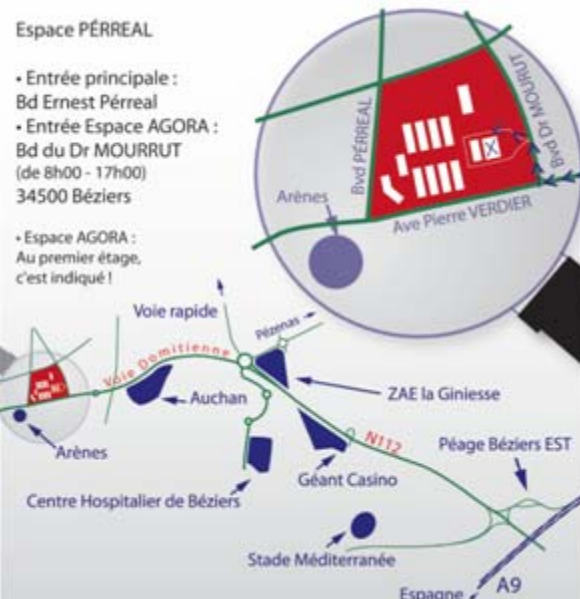 Espace PÉRREAL
• Entrée principale :
Bd Ernest Pérreal
• Entrée Espace AGORA :
Bd du Dr MOURRUT
(de 8h00 - 17h00)
34500 Béziers
• Espace AGORA :
Au premier étage,
c'est indiqué !
Bvd PÉRREAL
Bvd Dr MOURUT
Arènes
Ave Pierre VERDIER
Voie rapide
Pézenas
Voie Domitienne
ZAE la Giniesse
Auchan
Arènes
N112
Péage Béziers EST
Géant Casino
Centre Hospitalier de Béziers
Stade Méditerranée
Espagne
A9